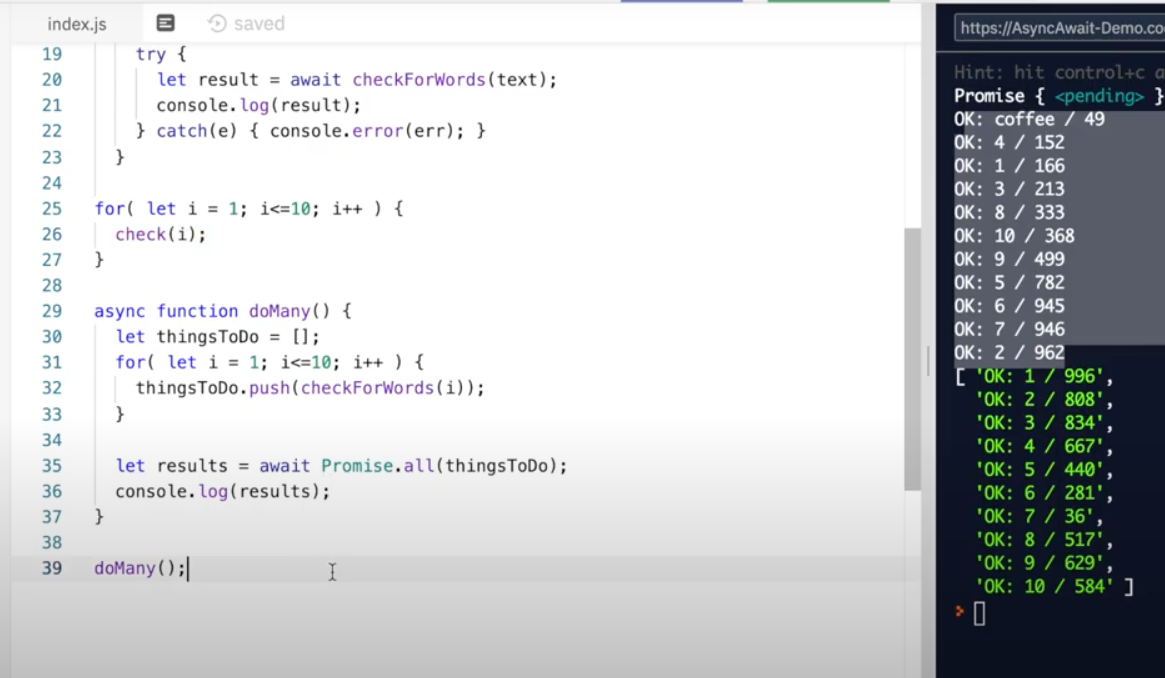 index.js
saved
19 try {
20 let result = await checkForWords(text);
21 console.log(result);
22 } catch(e) { console.error(err); }
23 }
24
25 for( let i = 1; i<=10; i++ ) {
26 check(i);
27 }
28
29 async function doMany() {
30 let thingsToDo = [];
31 for( let i = 1; i<=10; i++ ) {
32 thingsToDo.push(checkForWords(i));
33 }
34
35 let results = await Promise.all(thingsToDo);
36 console.log(results);
37 }
38
39 doMany();
https://AsyncAwait-Demo.co
Hint: hit control+c a
Promise { <pending> }
OK: coffee / 49
OK: 4 / 152
OK: 1 / 166
OK: 3 / 213
OK: 8 / 333
OK: 10 / 368
OK: 9 / 499
OK: 5 / 782
OK: 6 / 945
OK: 7 / 946
OK: 2 / 962
[ 'OK: 1 / 996',
'OK: 2 / 808',
'OK: 3 / 834',
'OK: 4 / 667',
'OK: 5 / 440',
'OK: 6 / 281',
'OK: 7 / 36',
'OK: 8 / 517',
'OK: 9 / 629',
'OK: 10 / 584' ]